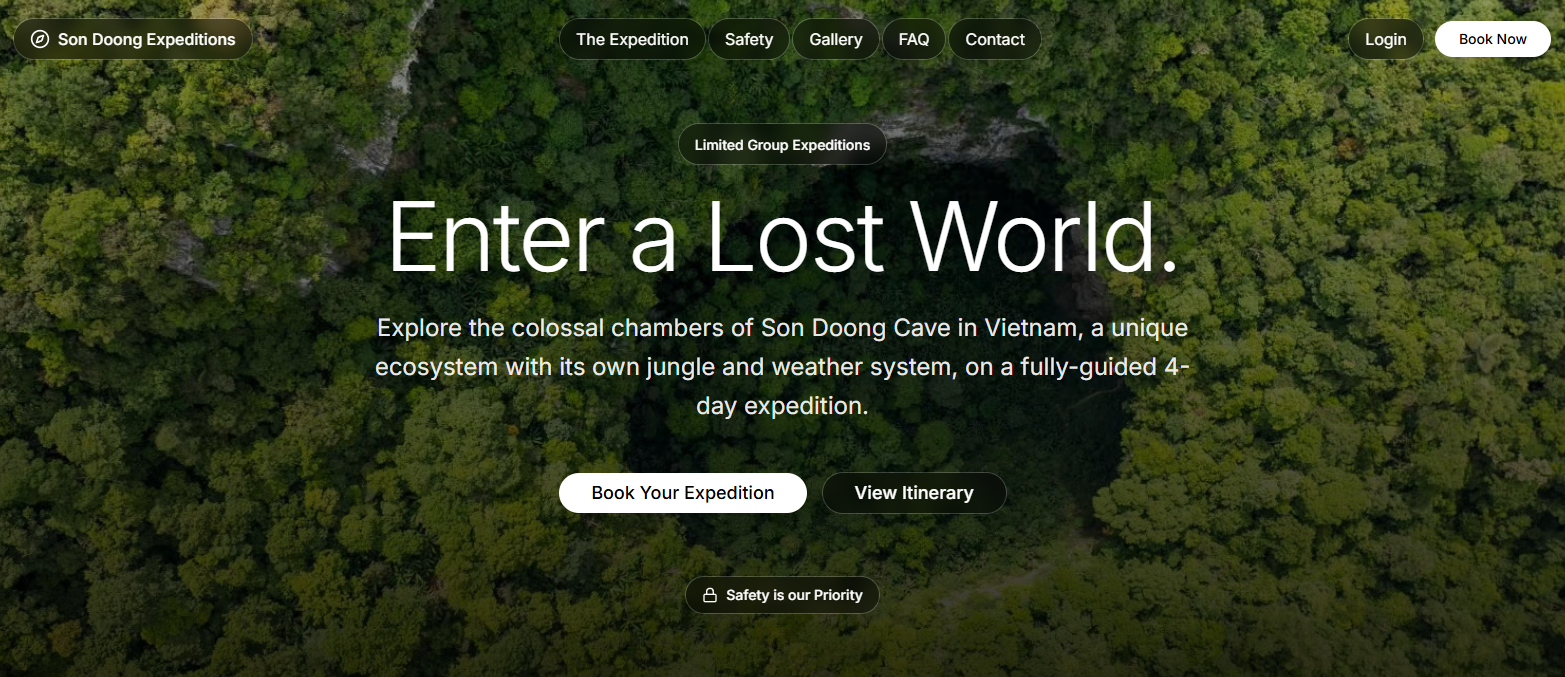 Son Doong Expeditions
The Expedition
Safety
Gallery
FAQ
Contact
Login
Book Now
Limited Group Expeditions
Enter a Lost World.
Explore the colossal chambers of Son Doong Cave in Vietnam, a unique
ecosystem with its own jungle and weather system, on a fully-guided 4-
day expedition.
Book Your Expedition
View Itinerary
Safety is our Priority